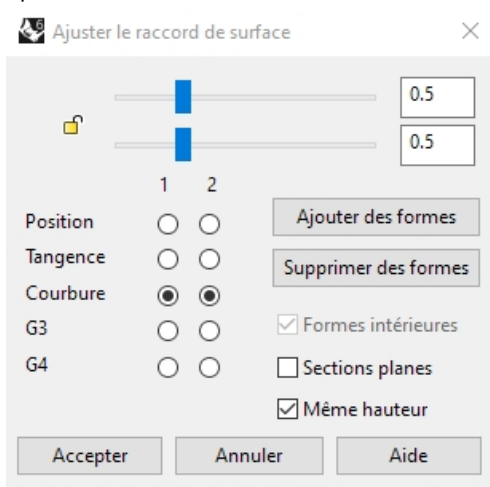 Ajuster le raccord de surface
0.5
0.5
1 2
Position
Tangence
Courbure
G3
G4
Ajouter des formes
Supprimer des formes
Formes intérieures
Sections planes
Même hauteur
Accepter Annuler Aide